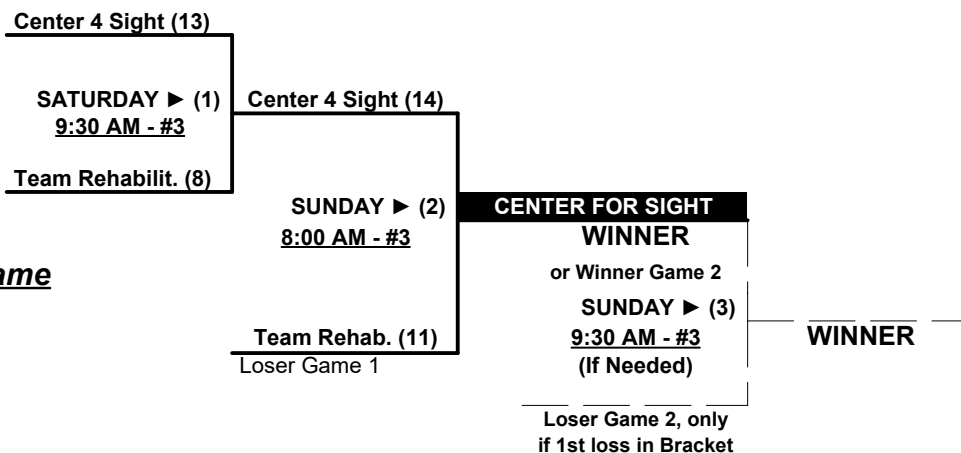 Center 4 Sight (13)
SATURDAY ► (1)
9:30 AM - #3
Team Rehabilit. (8)
Center 4 Sight (14)
SUNDAY ► (2)
8:00 AM - #3
Team Rehab. (11)
Loser Game 1
CENTER FOR SIGHT
WINNER
or Winner Game 2
SUNDAY ► (3)
9:30 AM - #3
(If Needed)
Loser Game 2, only
if 1st loss in Bracket
WINNER